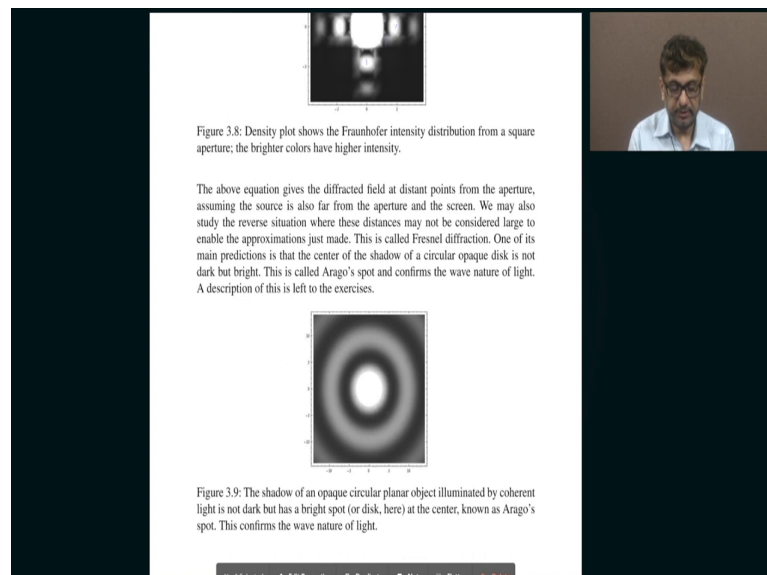 Figure 3.8: Density plot shows the Fraunhofer intensity distribution from a square
aperture; the brighter colors have higher intensity.
The above equation gives the diffracted field at distant points from the aperture,
assuming the source is also far from the aperture and the screen. We may also
study the reverse situation where these distances may not be considered large to
enable the approximations just made. This is called Fresnel diffraction. One of its
main predictions is that the center of the shadow of a circular opaque disk is not
dark but bright. This is called Arago's spot and confirms the wave nature of light.
A description of this is left to the exercises.
Figure 3.9: The shadow of an opaque circular planar object illuminated by coherent
light is not dark but has a bright spot (or disk, here) at the center, known as Arago's
spot. This confirms the wave nature of light.